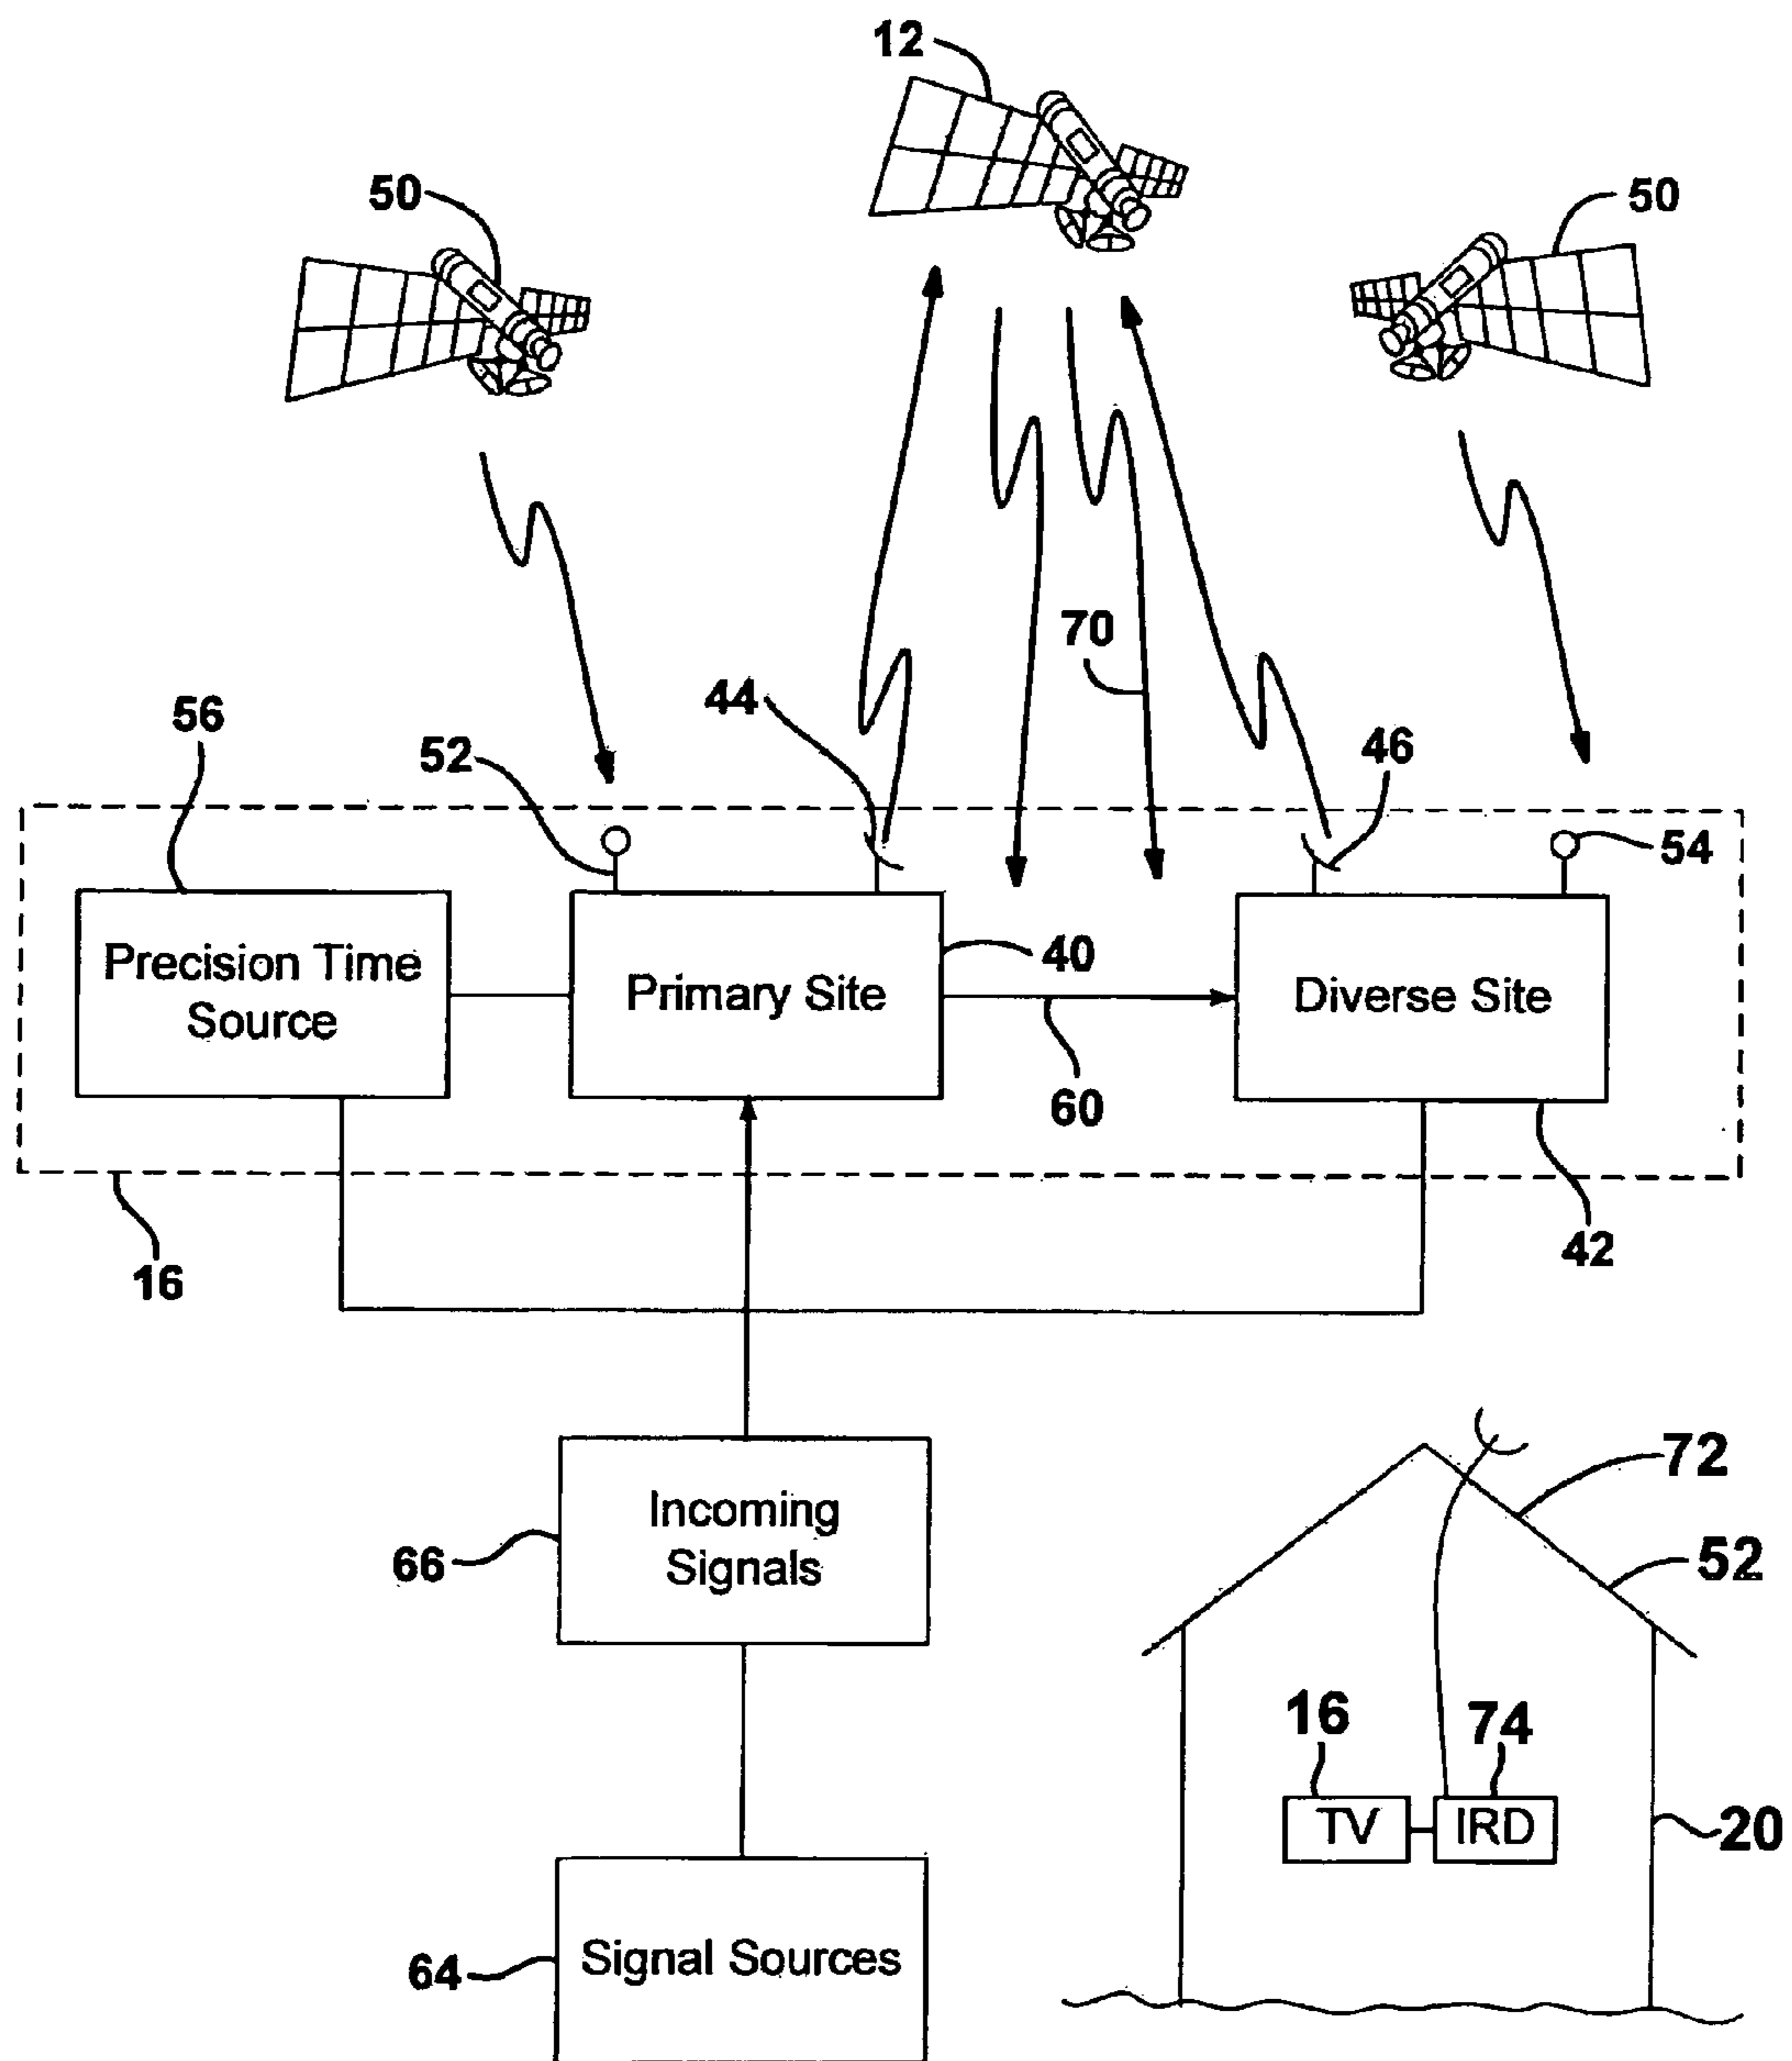 12
50
50
70
44
56
52
46
54
Precision Time
Source
Primary Site
40
Diverse Site
60
16
42
72
Incoming
Signals
66
52
16
74
TV
IRD
20
Signal Sources
64